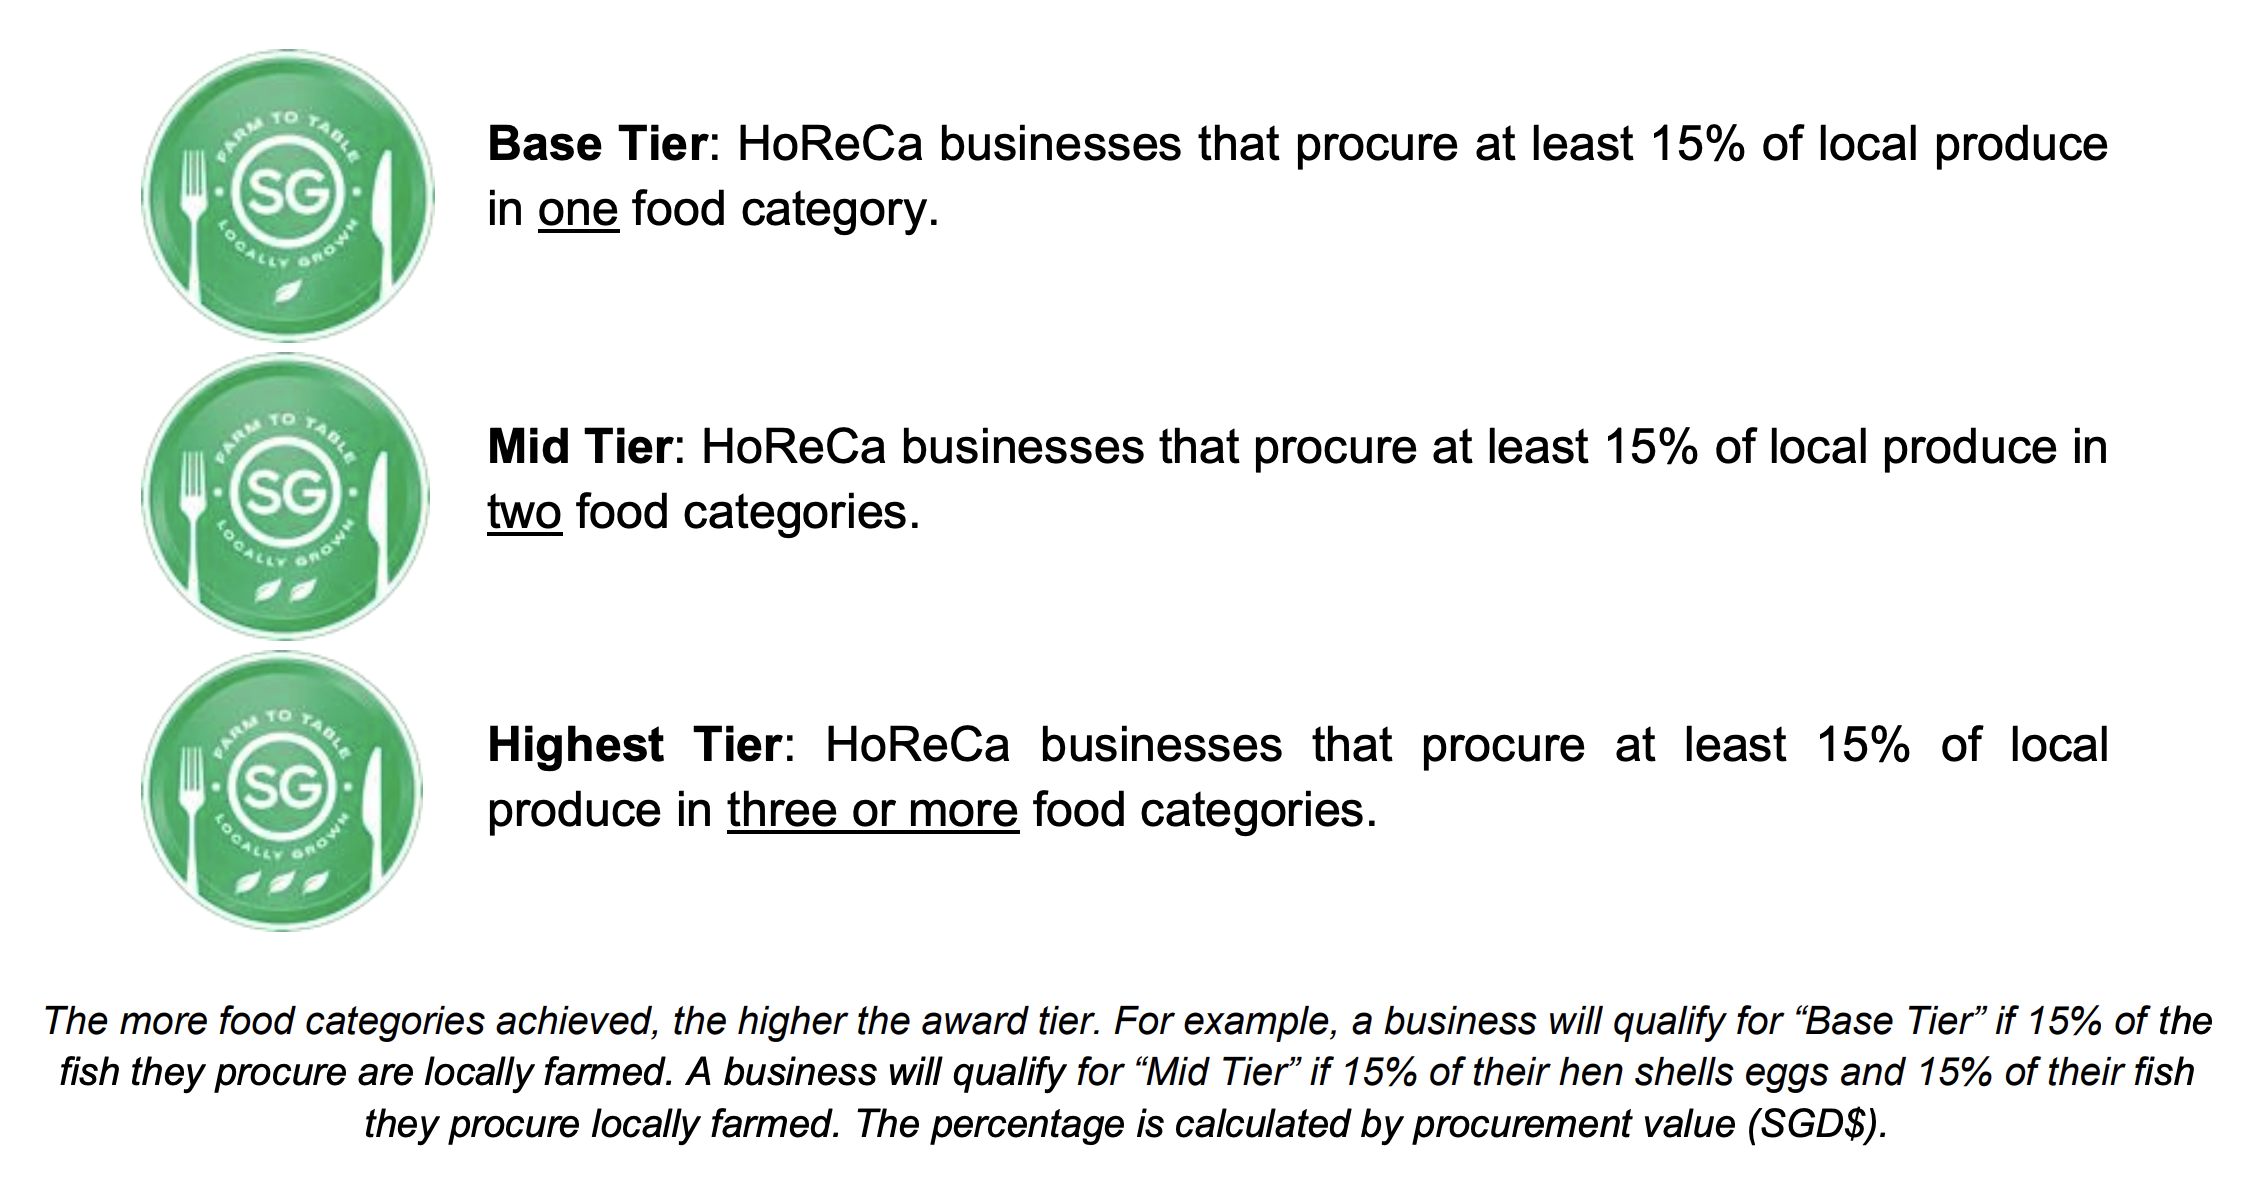 FARM TO TABLE
SG
LOCALLY GROWN
Base Tier: HoReCa businesses that procure at least 15% of local produce
in one food category.
FARM TO TABLE
SG
LOCALLY GROWN
Mid Tier: HoReCa businesses that procure at least 15% of local produce in
two food categories.
FARM TO TABLE
SG
LOCALLY GROWN
Highest Tier: HoReCa businesses that procure at least 15% of local
produce in three or more food categories.
The more food categories achieved, the higher the award tier. For example, a business will qualify for “Base Tier” if 15% of the
fish they procure are locally farmed. A business will qualify for “Mid Tier” if 15% of their hen shells eggs and 15% of their fish
they procure locally farmed. The percentage is calculated by procurement value (SGD$).